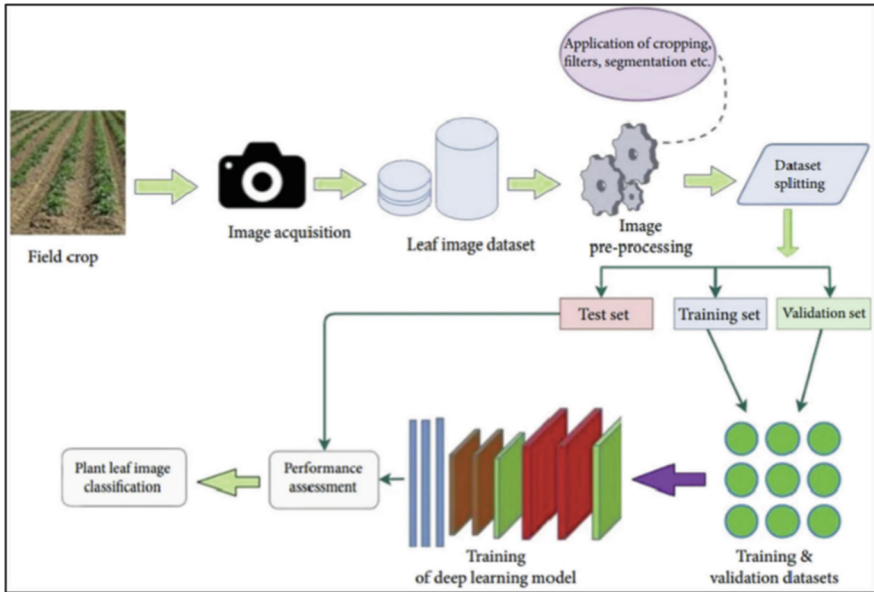 Application of cropping,
filters, segmentation etc.
Field crop
Image acquisition
Leaf image dataset
Image
pre-processing
Dataset
splitting
Test set
Training set
Validation set
Plant leaf image
classification
Performance
assessment
Training
of deep learning model
Training &
validation datasets